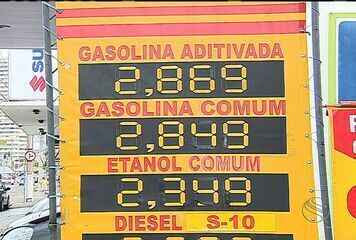 GASOLINA ADITIVADA
2,869
GASOLINA COMUM
2,849
ETANOL COMUM
2,349
DIESEL S-10